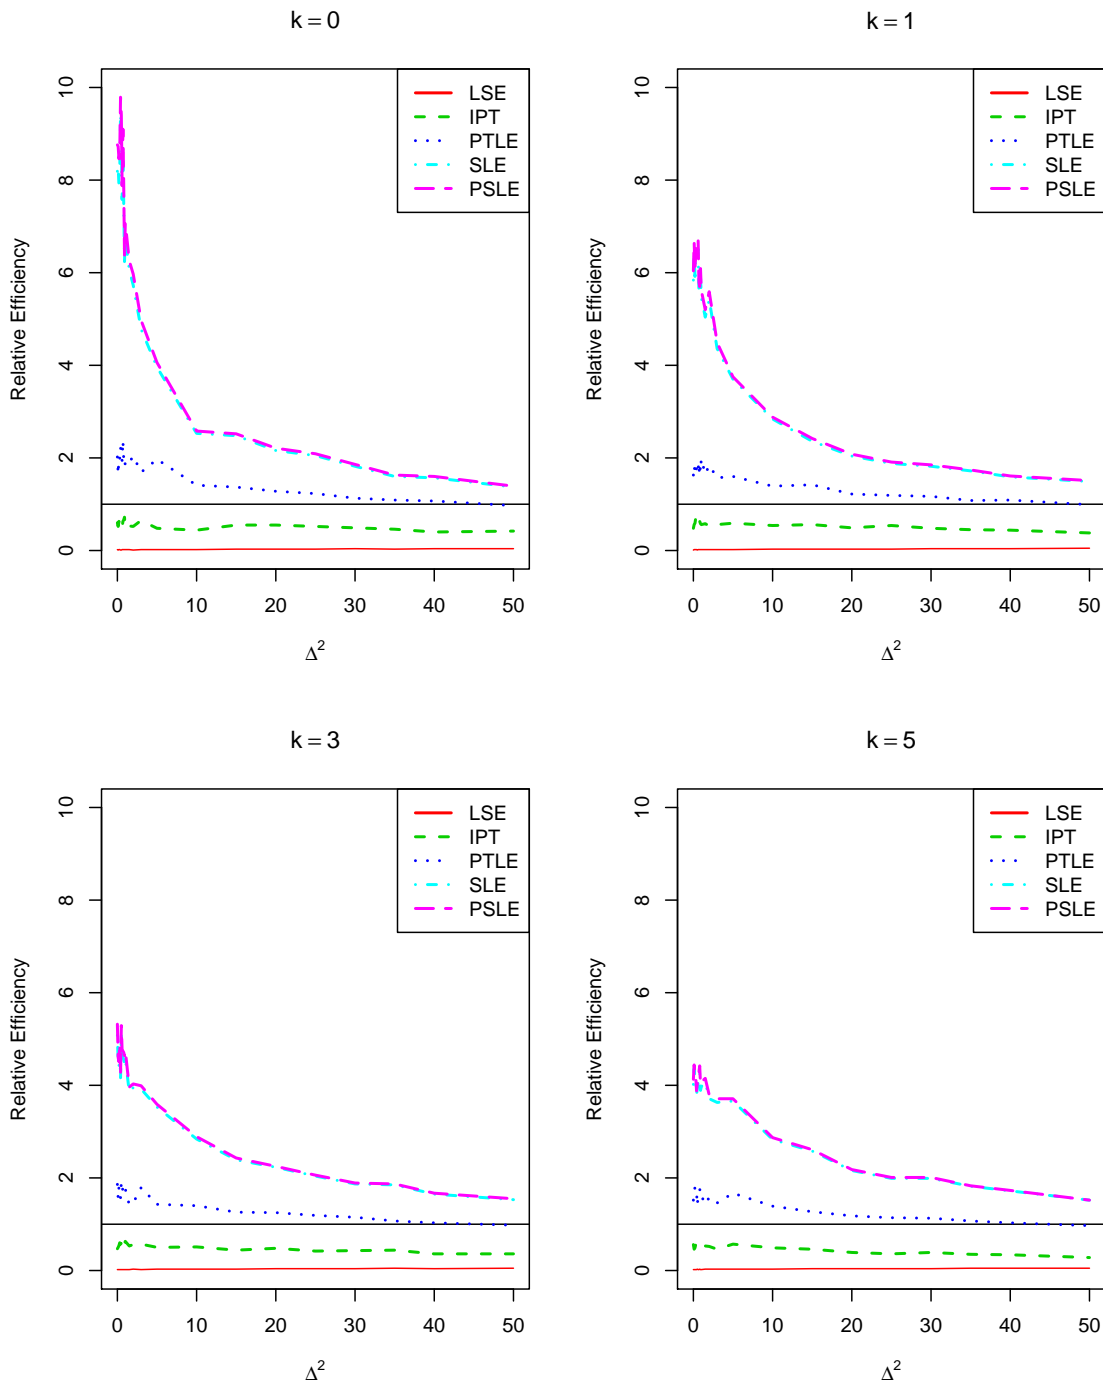 k = 0
Relative Efficiency
10
8
6
4
2
0
LSE
IPT
PTLE
SLE
PSLE
0 10 20 30 40 50
Δ²
k = 1
Relative Efficiency
10
8
6
4
2
0
LSE
IPT
PTLE
SLE
PSLE
0 10 20 30 40 50
Δ²
k = 3
Relative Efficiency
10
8
6
4
2
0
LSE
IPT
PTLE
SLE
PSLE
0 10 20 30 40 50
Δ²
k = 5
Relative Efficiency
10
8
6
4
2
0
LSE
IPT
PTLE
SLE
PSLE
0 10 20 30 40 50
Δ²